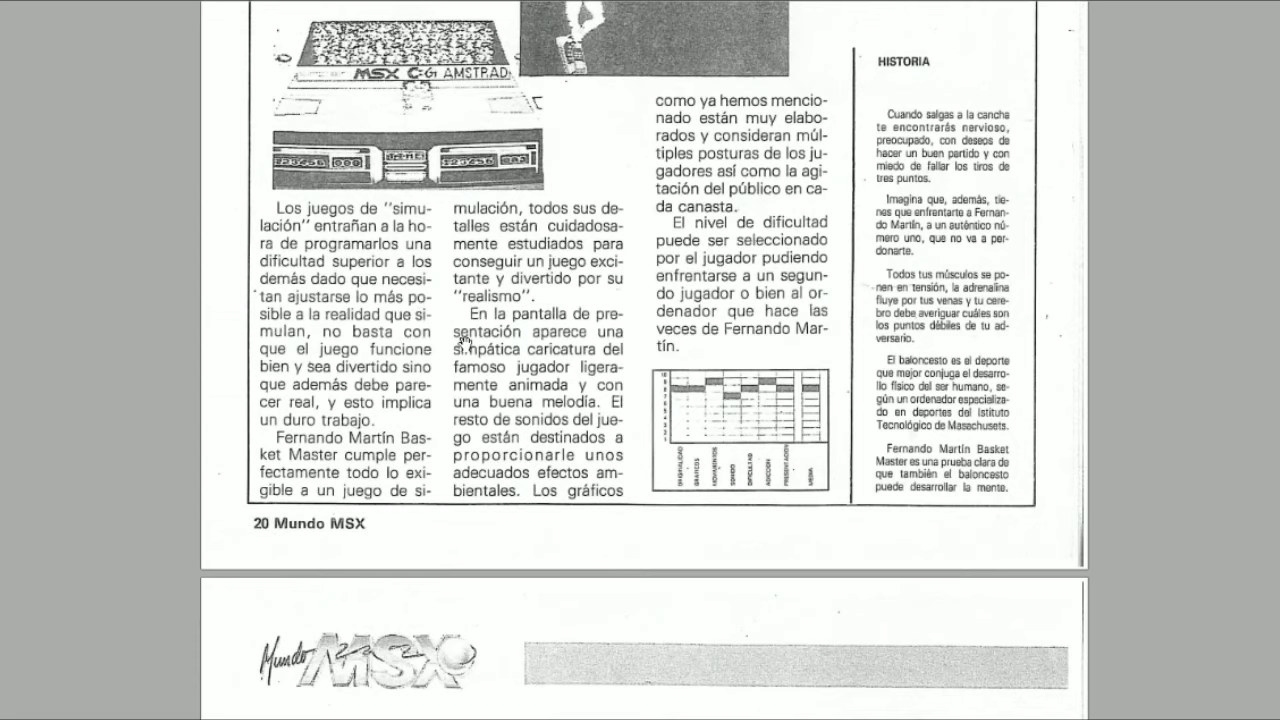 MSX C-G AMSTRAD
Los juegos de "simu-
lación" entrañan a la ho-
ra de programarlos una
dificultad superior a los
demás dado que necesi-
tan ajustarse lo más po-
sible a la realidad que si-
mulan, no basta con
que el juego funcione
bien y sea divertido sino
que además debe pare-
cer real, y esto implica
un duro trabajo.
Fernando Martín Bas-
ket Master cumple per-
fectamente todo lo exi-
gible a un juego de si-
mulación, todos sus de-
talles están cuidadosa-
mente estudiados para
conseguir un juego exci-
tante y divertido por su
"realismo".
En la pantalla de pre-
sentación aparece una
simpática caricatura del
famoso jugador ligera-
mente animada y con
una buena melodía. El
resto de sonidos del jue-
go están destinados a
proporcionarle unos
adecuados efectos am-
bientales. Los gráficos
como ya hemos mencio-
nado están muy elabo-
rados y consideran múl-
tiples posturas de los ju-
gadores así como la agi-
tación del público en ca-
da canasta.
El nivel de dificultad
puede ser seleccionado
por el jugador pudiendo
enfrentarse a un segun-
do jugador o bien al or-
denador que hace las
veces de Fernando Mar-
tín.
ORIGINALIDAD
GRAFICOS
MOVIMIENTOS
SONIDO
DIFICULTAD
ADICCION
PRESENTACION
MEDIA
HISTORIA
Cuando salgas a la cancha
te encontrarás nervioso,
preocupado, con deseos de
hacer un buen partido y con
miedo de fallar los tiros de
tres puntos.
Imagina que, además, tie-
nes que enfrentarte a Fernan-
do Martín, a un auténtico nú-
mero uno, que no va a per-
donarte.
Todos tus músculos se po-
nen en tensión, la adrenalina
fluye por tus venas y tu cere-
bro debe averiguar cuáles son
los puntos débiles de tu ad-
versario.
El baloncesto es el deporte
que mejor conjuga el desarro-
llo físico del ser humano, se-
gún un ordenador especializa-
do en deportes del Istituto
Tecnológico de Masachusets.
Fernando Martín Basket
Master es una prueba clara de
que también el baloncesto
puede desarrollar la mente.
20 Mundo MSX
Mundo MSX